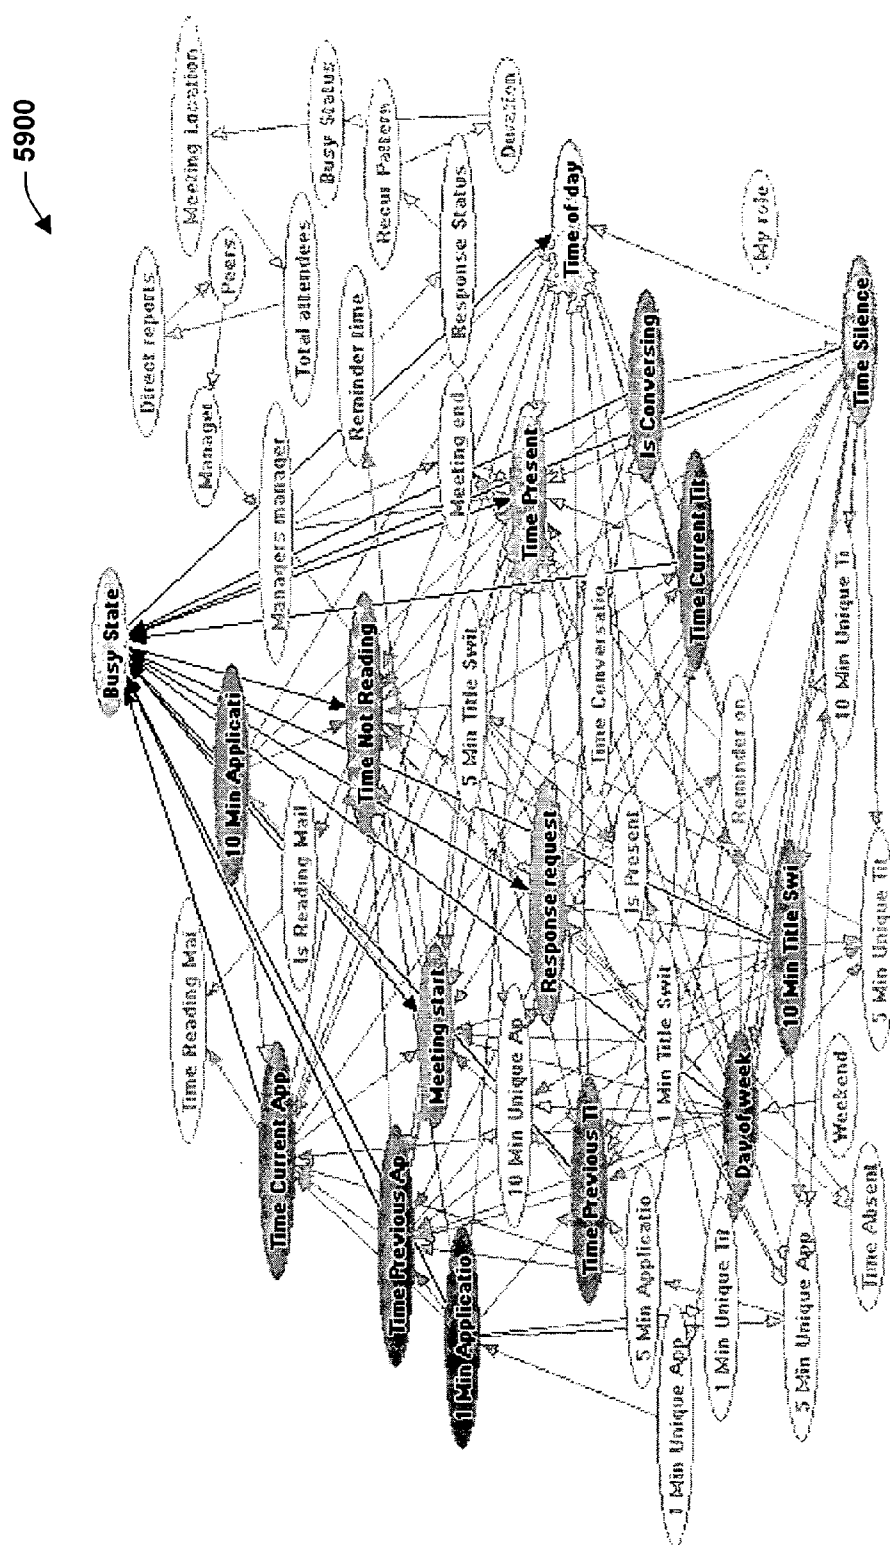 5900
Meeting Location
Busy Status
Duration
Recur Pattern
Peers
Direct reports
Total attendees
Response Status
Time of day
My role
Manager
Reminder time
Is Conversing
Time Silence
Managers manager
Meeting end
Time Present
Time Current Tit
Busy State
10 Min Applicati
Time Not Reading
5 Min Title Swit
Time Conversatio
10 Min Unique Ti
Is Reading Mail
Reminder on
Time Reading Mai
Response request
Is Present
10 Min Title Swi
5 Min Unique Tit
Meeting start
Time Current App
10 Min Unique Ap
1 Min Title Swit
Day of week
Weekend
Time Previous Ap
Time Previous Ti
Time Absent
1 Min Applicatio
5 Min Applicatio
1 Min Unique Tit
5 Min Unique App
1 Min Unique App